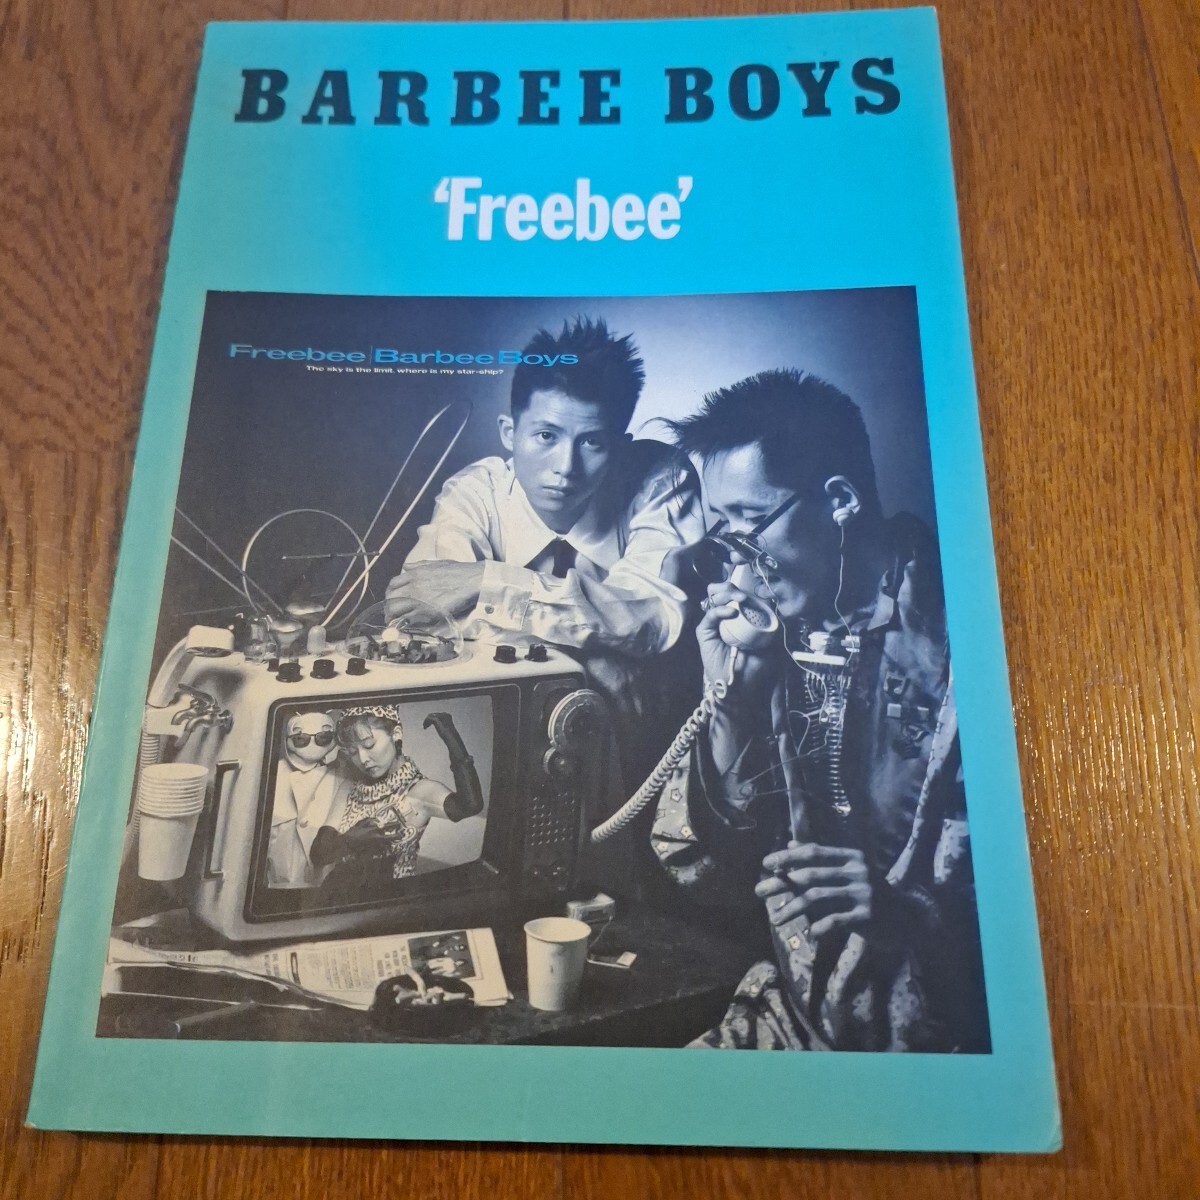 BARBEE BOYS
‘Freebee’
Freebee|Barbee Boys
The sky is the limit, where is my star-ship?